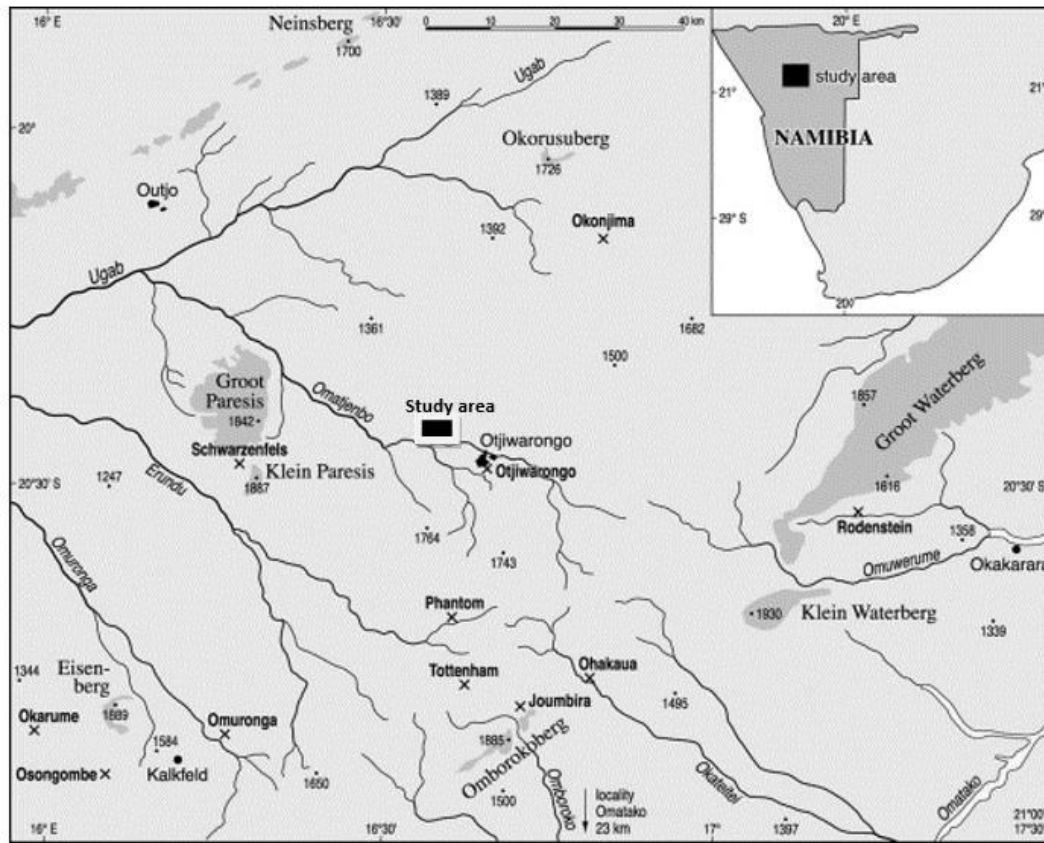 16° E
Neinsberg
1700
16°30'
0 10 20 30 40 km
20° E
Ugab
study area
21°
21°
1389
20°
NAMIBIA
Okorusuberg
1726
Outjo
Okonjima
1392
29° S
29°
Ugab
20°
1361
1682
1500
Groot
Paresis
1842
Omatjenbo
Study area
1857
Groot Waterberg
Schwarzenfels
Otjiwarongo
Otjiwarongo
Klein Paresis
1887
1247
Erundu
20°30' S
1616
20°30' S
Rodenstein
1764
1743
1358
Omuwerume
Okakarara
Omuronga
Phantom
1930
Klein Waterberg
1339
Eisen-
berg
1344
Tottenham
Ohakaua
1495
Joumbira
Okarume
1889
Omuronga
1885
1584
Omborokoberg
Osongombe
Kalkfeld
1650
1500
Omboroko
locality
Omatako
23 km
Okafeitei
Omatako
1397
21°00'
16° E
16°30'
17°
17°30'